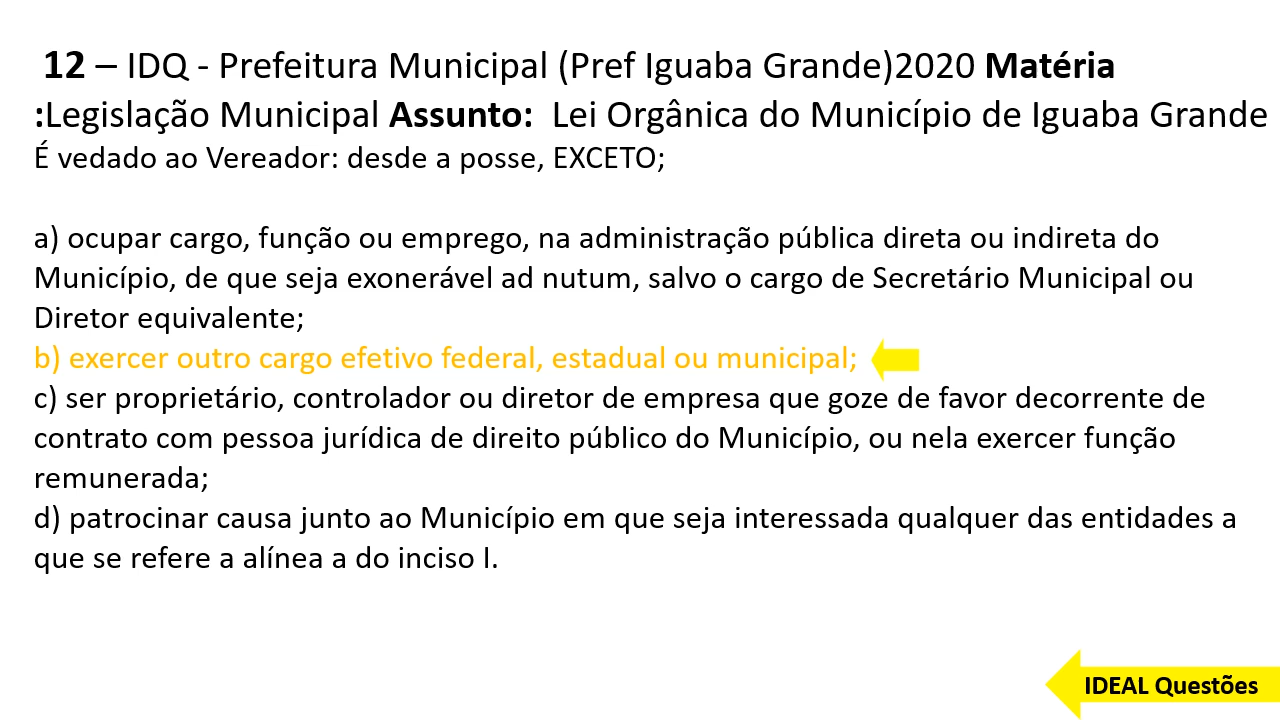 12 – IDQ - Prefeitura Municipal (Pref Iguaba Grande)2020 Matéria
:Legislação Municipal Assunto:  Lei Orgânica do Município de Iguaba Grande
É vedado ao Vereador: desde a posse, EXCETO;
a) ocupar cargo, função ou emprego, na administração pública direta ou indireta do
Município, de que seja exonerável ad nutum, salvo o cargo de Secretário Municipal ou
Diretor equivalente;
b) exercer outro cargo efetivo federal, estadual ou municipal;
c) ser proprietário, controlador ou diretor de empresa que goze de favor decorrente de
contrato com pessoa jurídica de direito público do Município, ou nela exercer função
remunerada;
d) patrocinar causa junto ao Município em que seja interessada qualquer das entidades a
que se refere a alínea a do inciso I.
IDEAL Questões